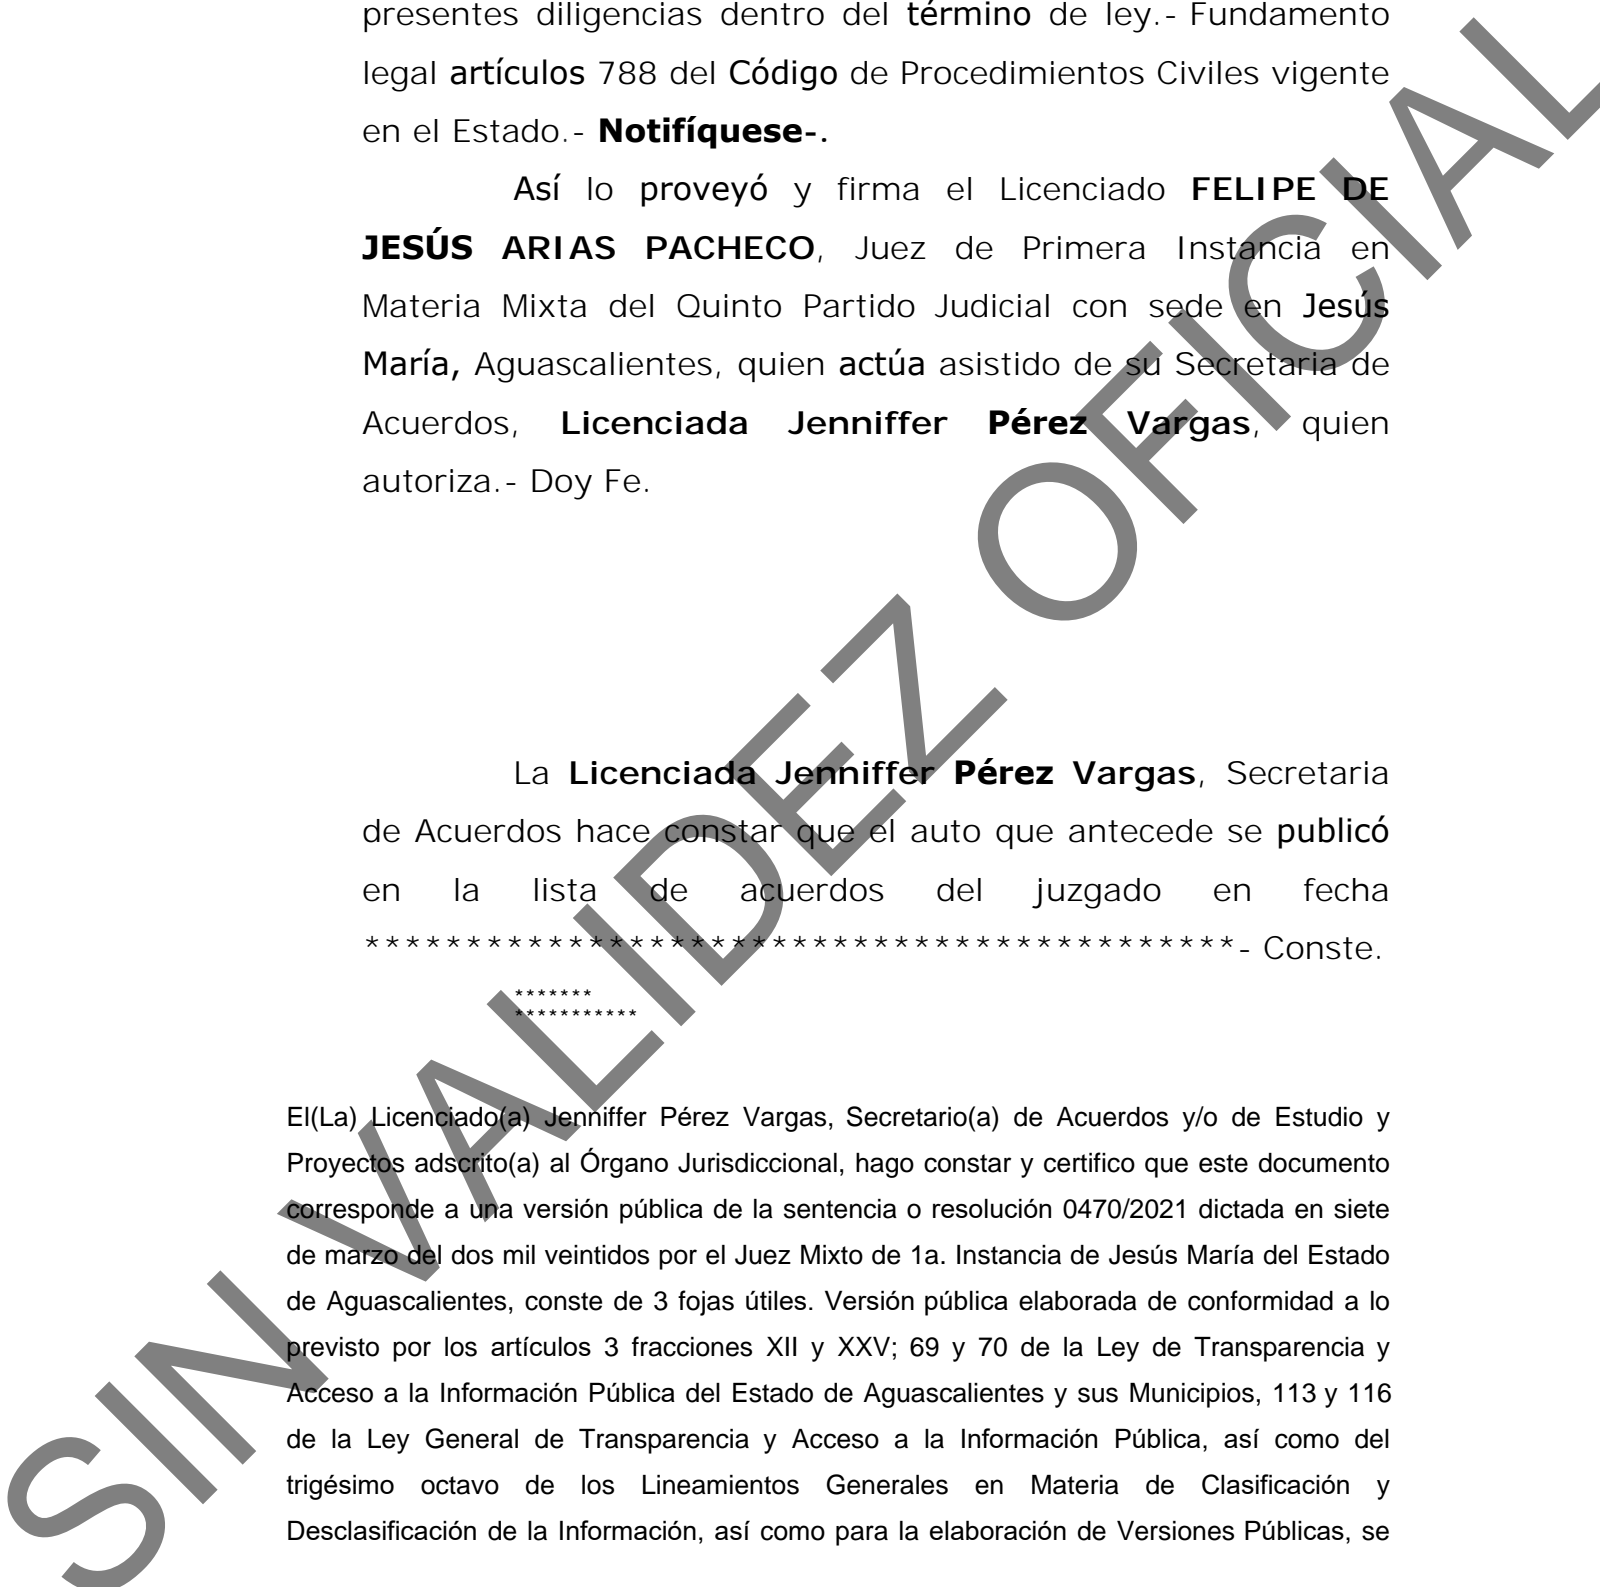 presentes diligencias dentro del término de ley.- Fundamento
legal artículos 788 del Código de Procedimientos Civiles vigente
en el Estado.- Notifíquese-.
Así lo proveyó y firma el Licenciado FELIPE DE
JESÚS ARIAS PACHECO, Juez de Primera Instancia en
Materia Mixta del Quinto Partido Judicial con sede en Jesús
María, Aguascalientes, quien actúa asistido de su Secretaria de
Acuerdos, Licenciada Jenniffer Pérez Vargas, quien
autoriza.- Doy Fe.
La Licenciada Jenniffer Pérez Vargas, Secretaria
de Acuerdos hace constar que el auto que antecede se publicó
en la lista de acuerdos del juzgado en fecha
*******************************************- Conste.
*******
***********
El(La) Licenciado(a) Jenniffer Pérez Vargas, Secretario(a) de Acuerdos y/o de Estudio y
Proyectos adscrito(a) al Órgano Jurisdiccional, hago constar y certifico que este documento
corresponde a una versión pública de la sentencia o resolución 0470/2021 dictada en siete
de marzo del dos mil veintidos por el Juez Mixto de 1a. Instancia de Jesús María del Estado
de Aguascalientes, conste de 3 fojas útiles. Versión pública elaborada de conformidad a lo
previsto por los artículos 3 fracciones XII y XXV; 69 y 70 de la Ley de Transparencia y
Acceso a la Información Pública del Estado de Aguascalientes y sus Municipios, 113 y 116
de la Ley General de Transparencia y Acceso a la Información Pública, así como del
trigésimo octavo de los Lineamientos Generales en Materia de Clasificación y
Desclasificación de la Información, así como para la elaboración de Versiones Públicas, se
SIN VALIDEZ OFICIAL